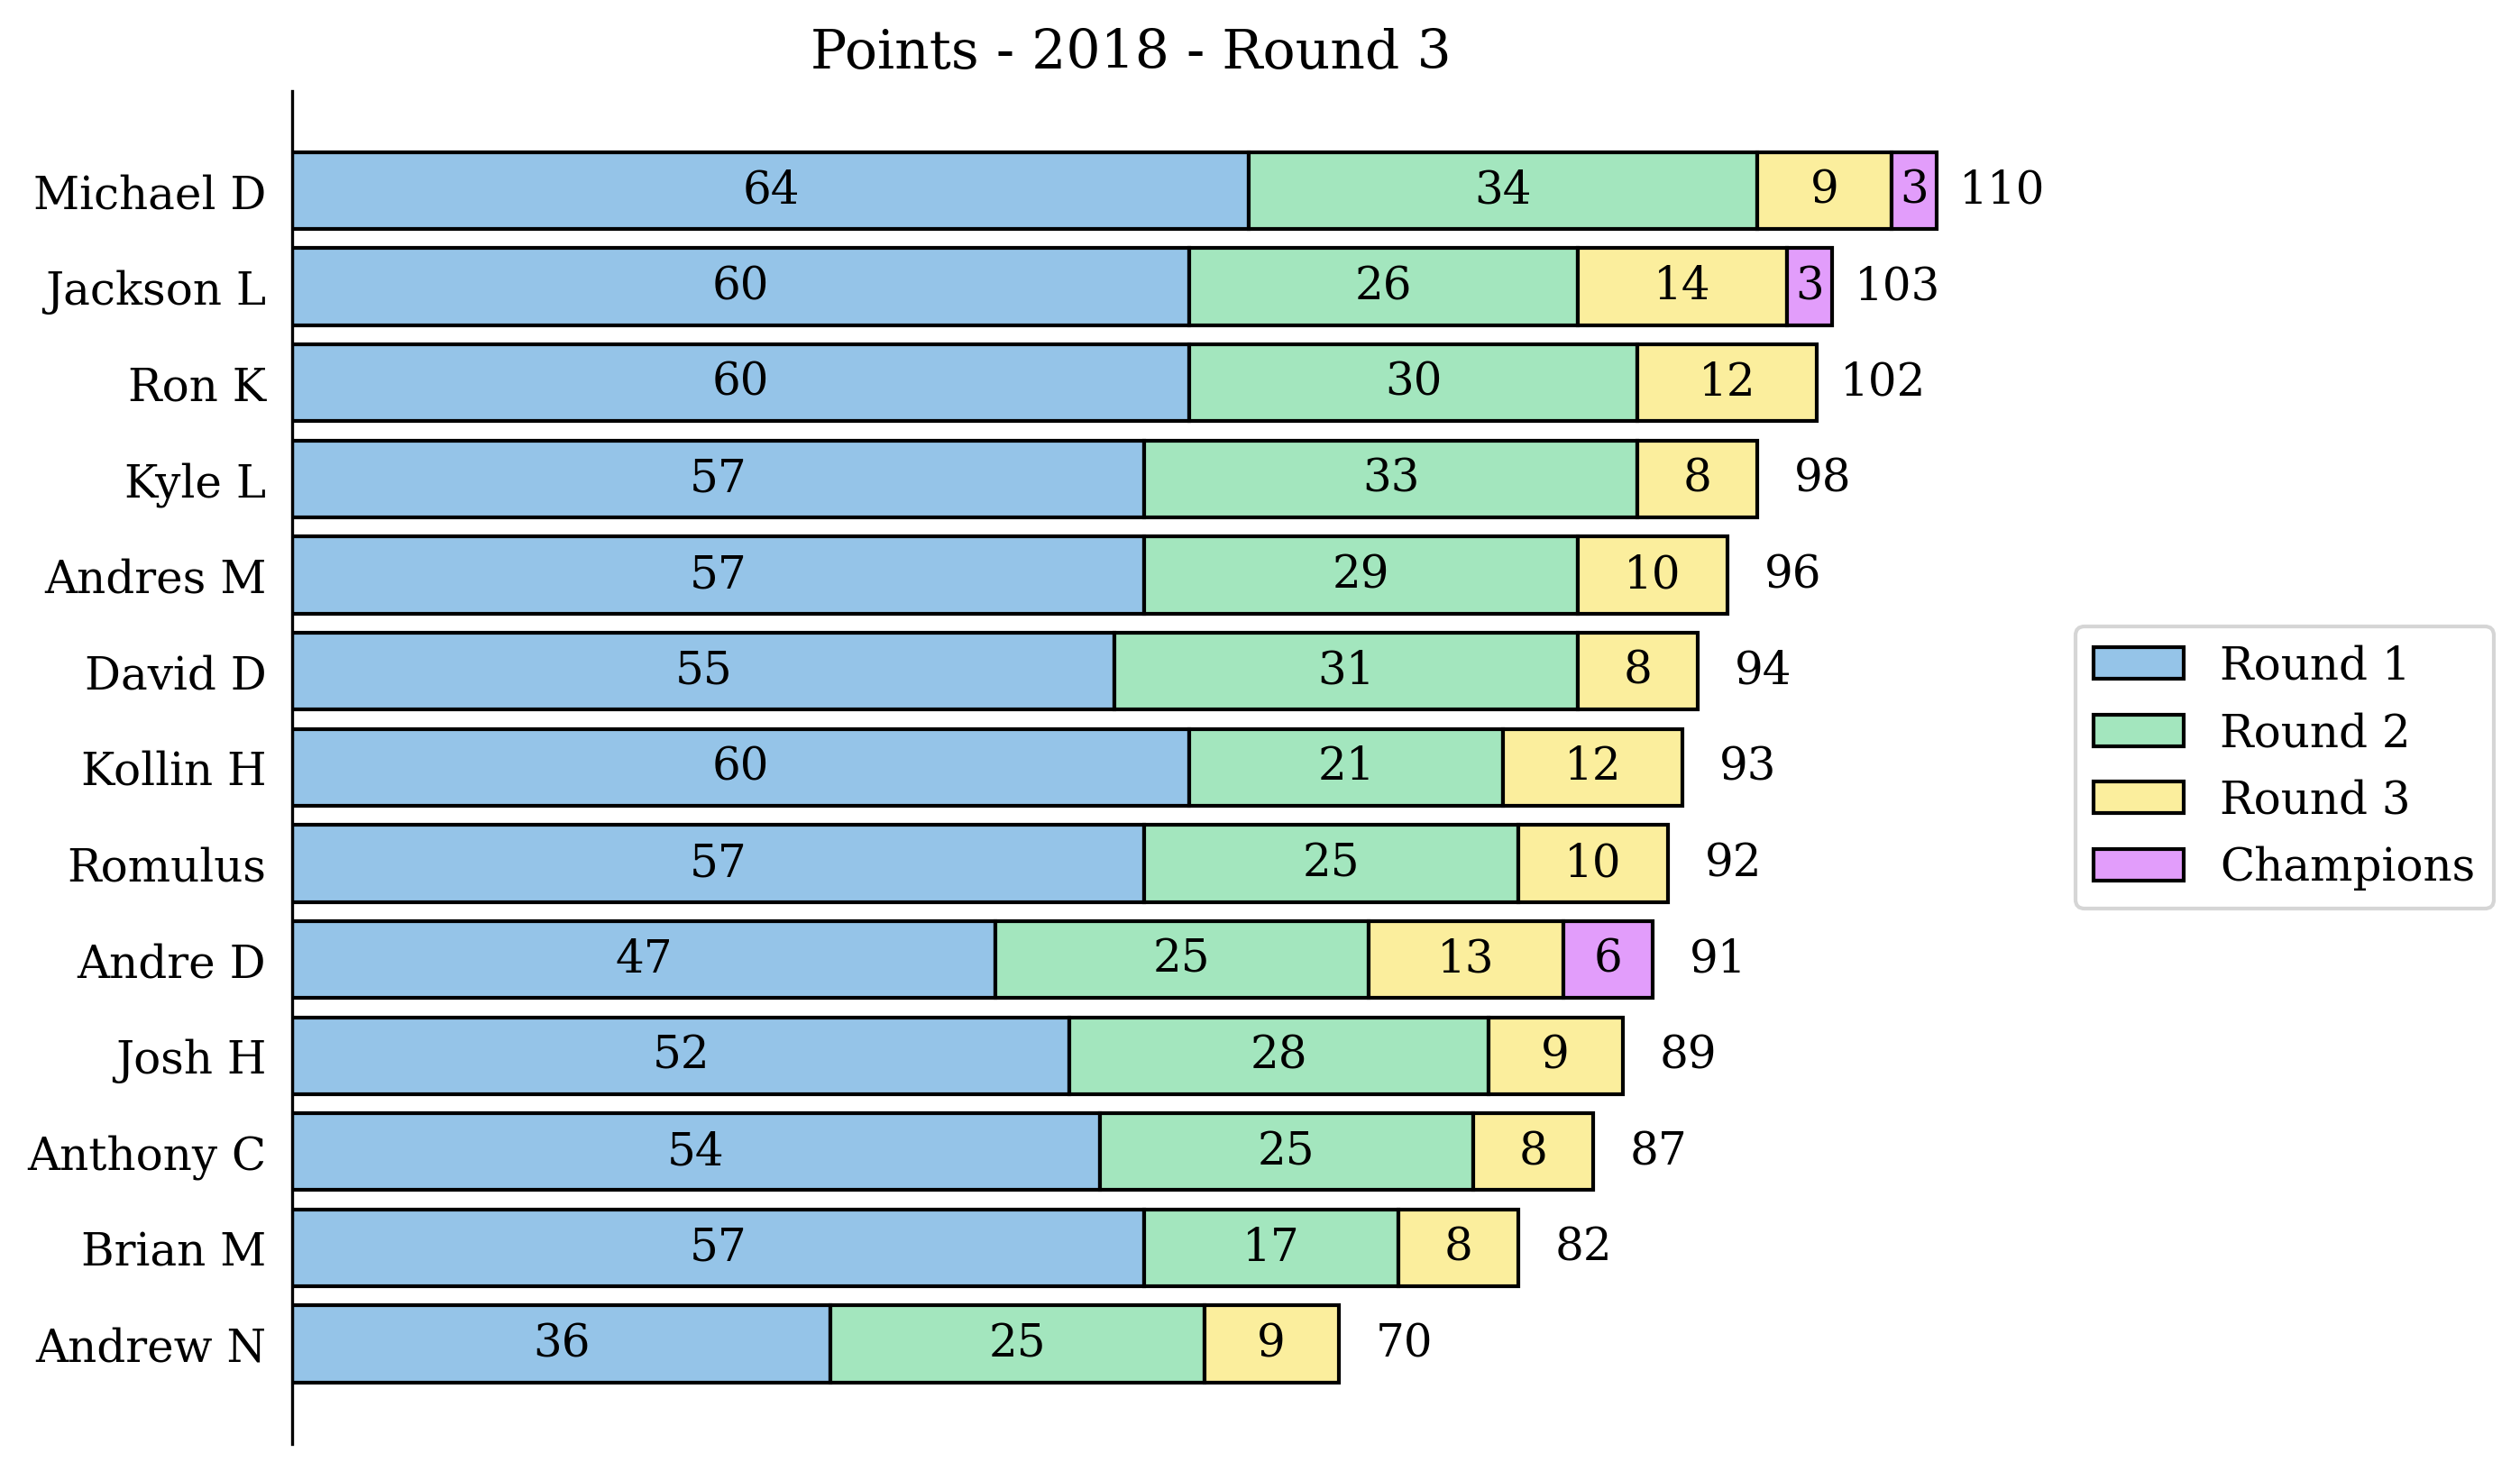 Points - 2018 - Round 3
Michael D 64 34 9 3 110
Jackson L 60 26 14 3 103
Ron K 60 30 12 102
Kyle L 57 33 8 98
Andres M 57 29 10 96
David D 55 31 8 94
Kollin H 60 21 12 93
Romulus 57 25 10 92
Andre D 47 25 13 6 91
Josh H 52 28 9 89
Anthony C 54 25 8 87
Brian M 57 17 8 82
Andrew N 36 25 9 70
Round 1
Round 2
Round 3
Champions